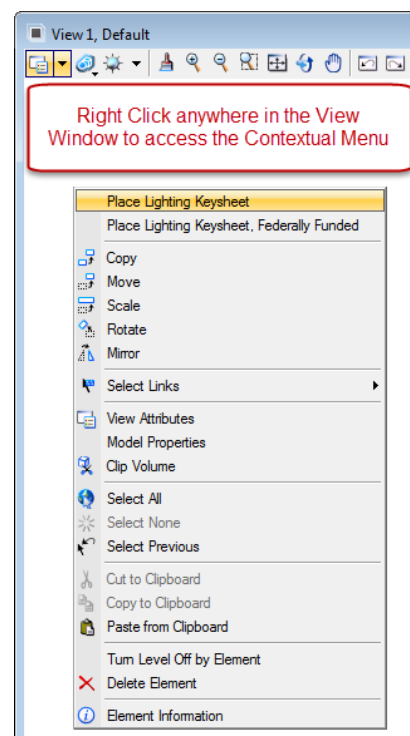 View 1, Default
Right Click anywhere in the View
Window to access the Contextual Menu
Place Lighting Keysheet
Place Lighting Keysheet, Federally Funded
Copy
Move
Scale
Rotate
Mirror
Select Links
View Attributes
Model Properties
Clip Volume
Select All
Select None
Select Previous
Cut to Clipboard
Copy to Clipboard
Paste from Clipboard
Turn Level Off by Element
Delete Element
Element Information